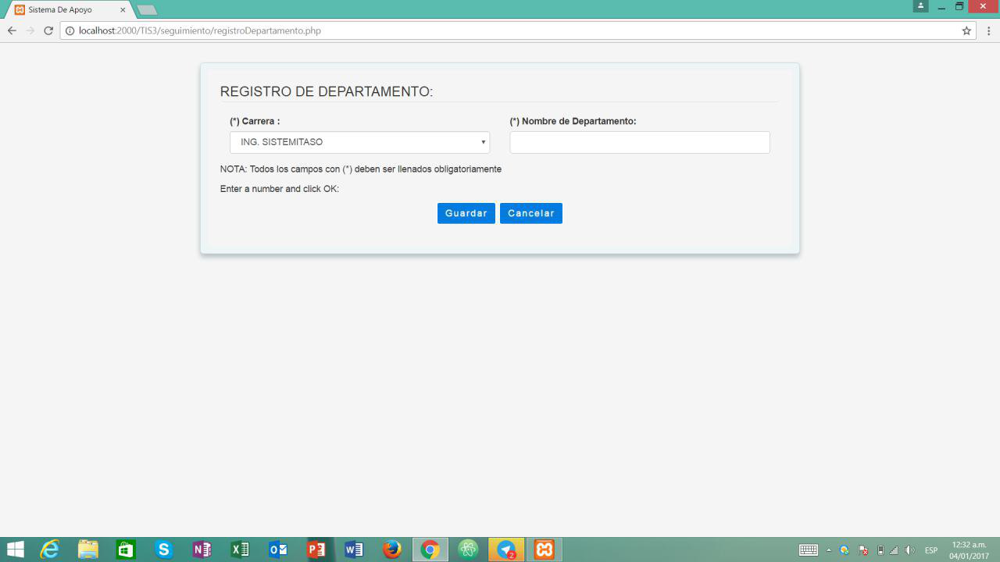 Sistema De Apoyo
localhost:2000/TIS3/seguimiento/registroDepartamento.php
REGISTRO DE DEPARTAMENTO:
(*) Carrera : (*) Nombre de Departamento:
ING. SISTEMITASO
NOTA: Todos los campos con (*) deben ser llenados obligatoriamente
Enter a number and click OK:
Guardar Cancelar
2
ESP
12:32 a.m.
04/01/2017